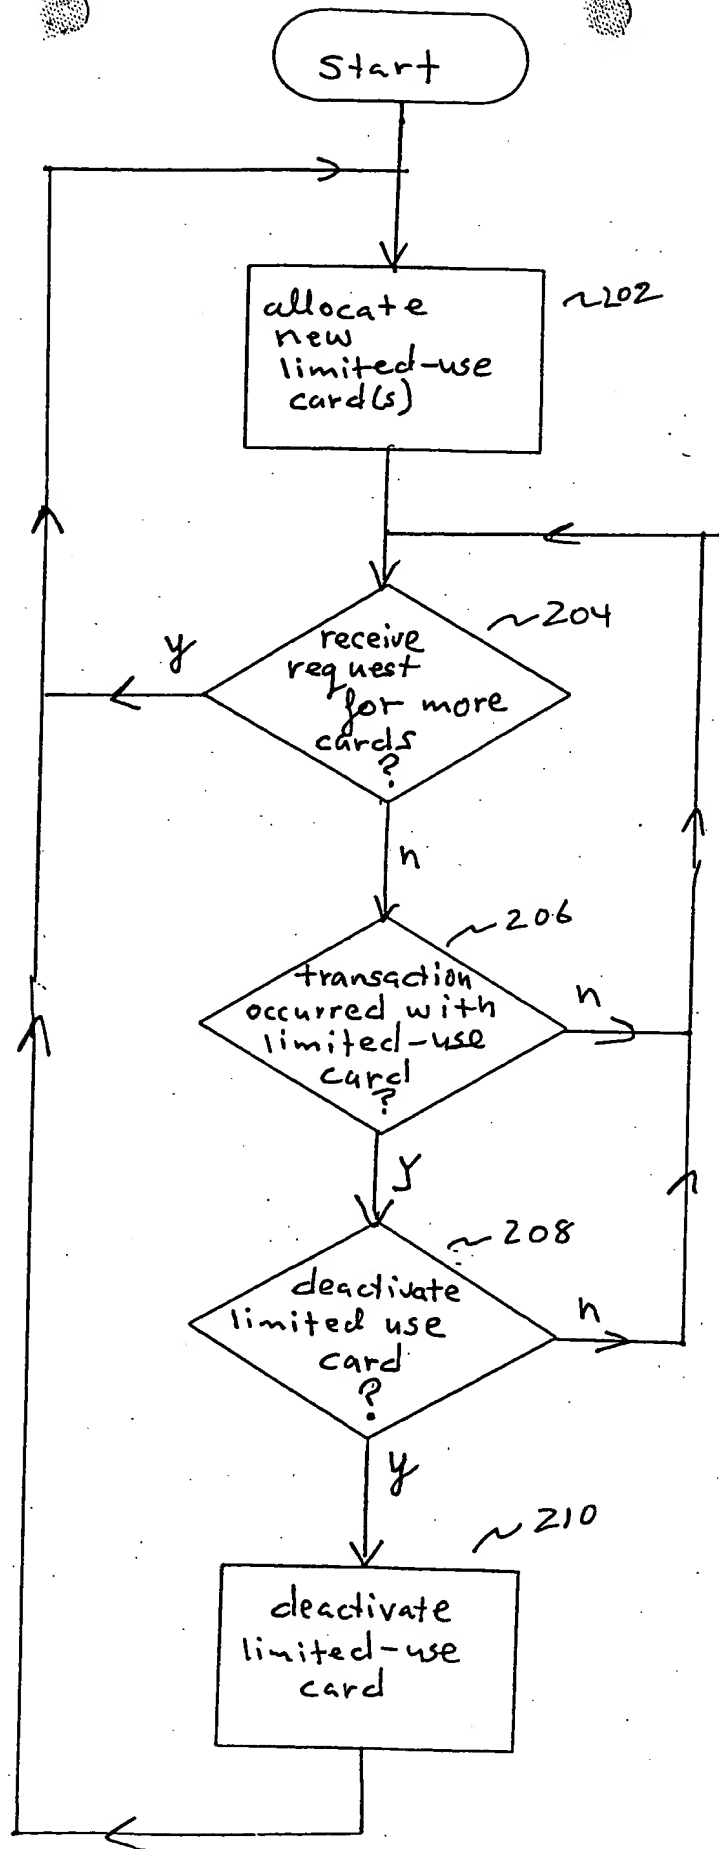 Start
allocate
new
limited-use
card(s)
~202
receive
request
for more
cards
?
~204
y
n
transaction
occurred with
limited-use
card
?
~206
n
y
deactivate
limited use
card
?
~208
n
y
deactivate
limited-use
card
~210